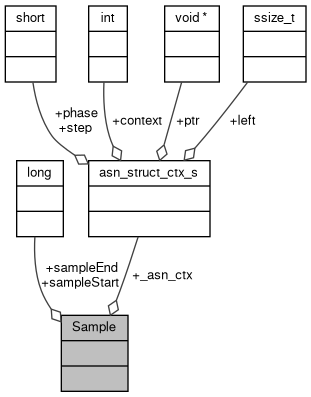 short
int
void *
ssize_t
+phase
+step
+context
+ptr
+left
long
asn_struct_ctx_s
+sampleEnd
+sampleStart
+_asn_ctx
Sample